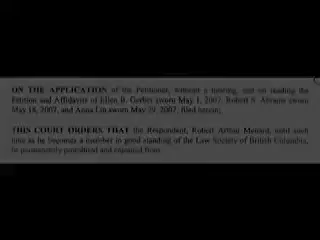 ON THE APPLICATION of the Petitioner, without a hearing, and on reading the
Petition and Affidavits of Ellen B. Gerber sworn May 1, 2007, Robert S. Abrams sworn
May 18, 2007, and Anna Lin sworn May 29, 2007, filed herein;
THIS COURT ORDERS THAT the Respondent, Robert Arthur Menard, until such
time as he becomes a member in good standing of the Law Society of British Columbia,
is permanently prohibited and enjoined from: